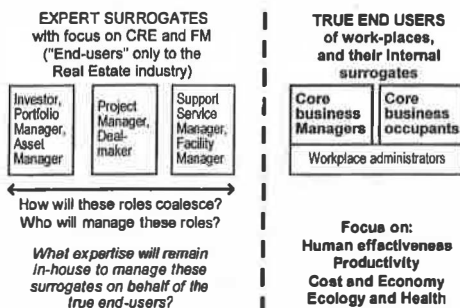 EXPERT SURROGATES
with focus on CRE and FM
("End-users" only to the
Real Estate industry)
Investor,
Portfolio
Manager,
Asset
Manager
Project
Manager,
Deal-
maker
Support
Service
Manager,
Facility
Manager
How will these roles coalesce?
Who will manage these roles?
What expertise will remain
in-house to manage these
surrogates on behalf of the
true end-users?
TRUE END USERS
of work-places,
and their internal
surrogates
Core
business
Managers
Core
business
occupants
Workplace administrators
Focus on:
Human effectiveness
Productivity
Cost and Economy
Ecology and Health